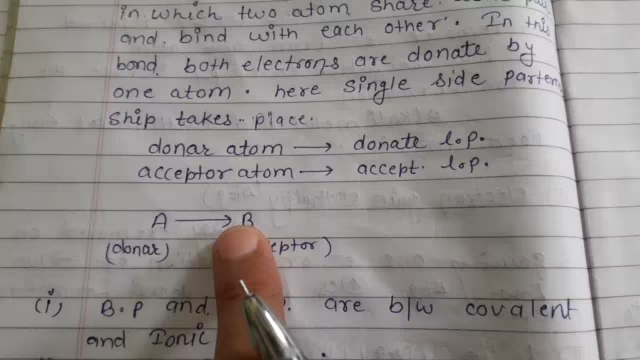 in which two atom share
and bind with each other. In this
bond both electrons are donate by
one atom. here single side
ship takes place.
donar atom → donate l.p.
acceptor atom → accept. l.p.
A → B
(donar)
(i) B.P and are b/w covalent
and Ionic